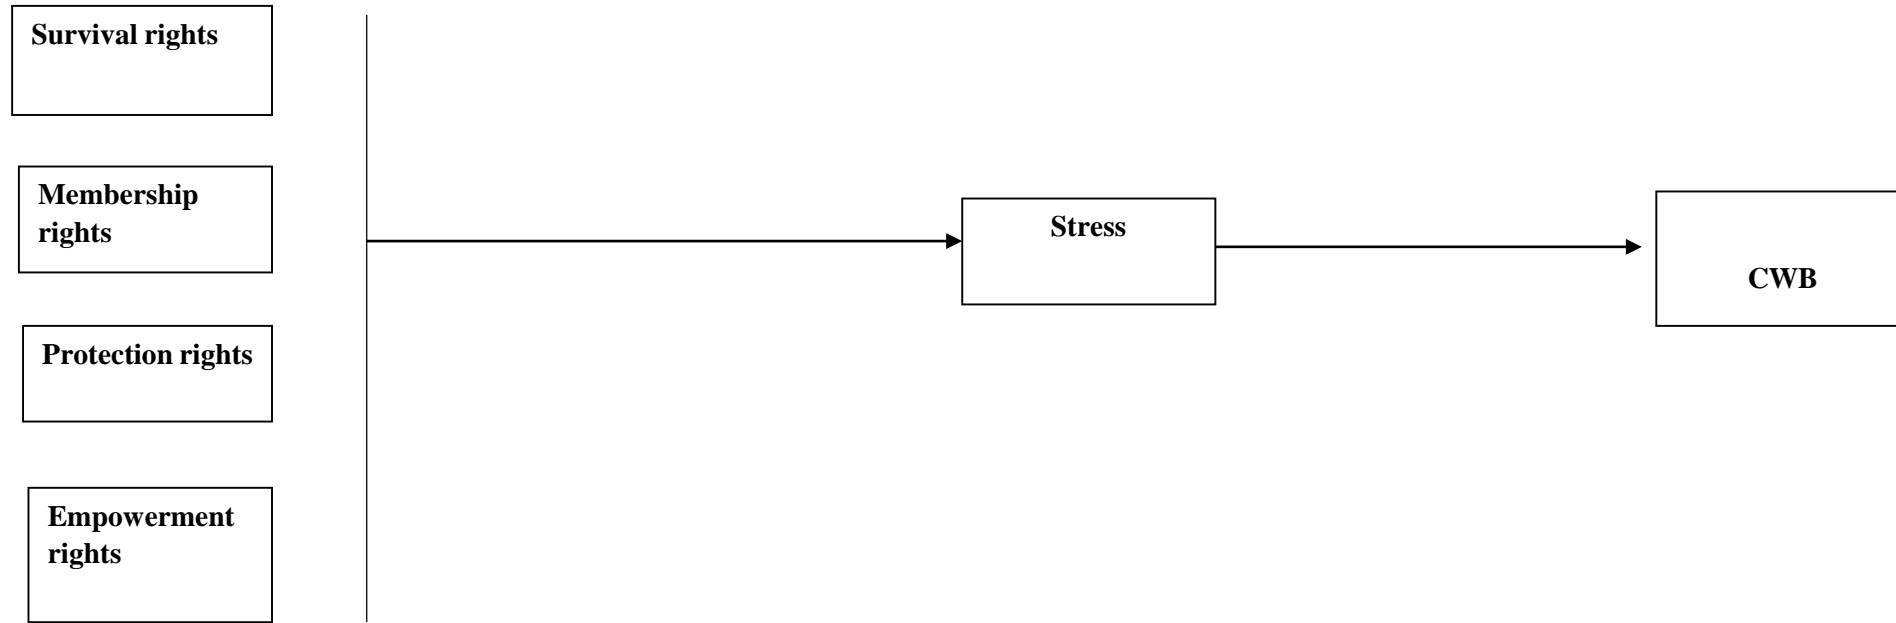 Survival rights
Membership
rights
Protection rights
Empowerment
rights
Stress
CWB